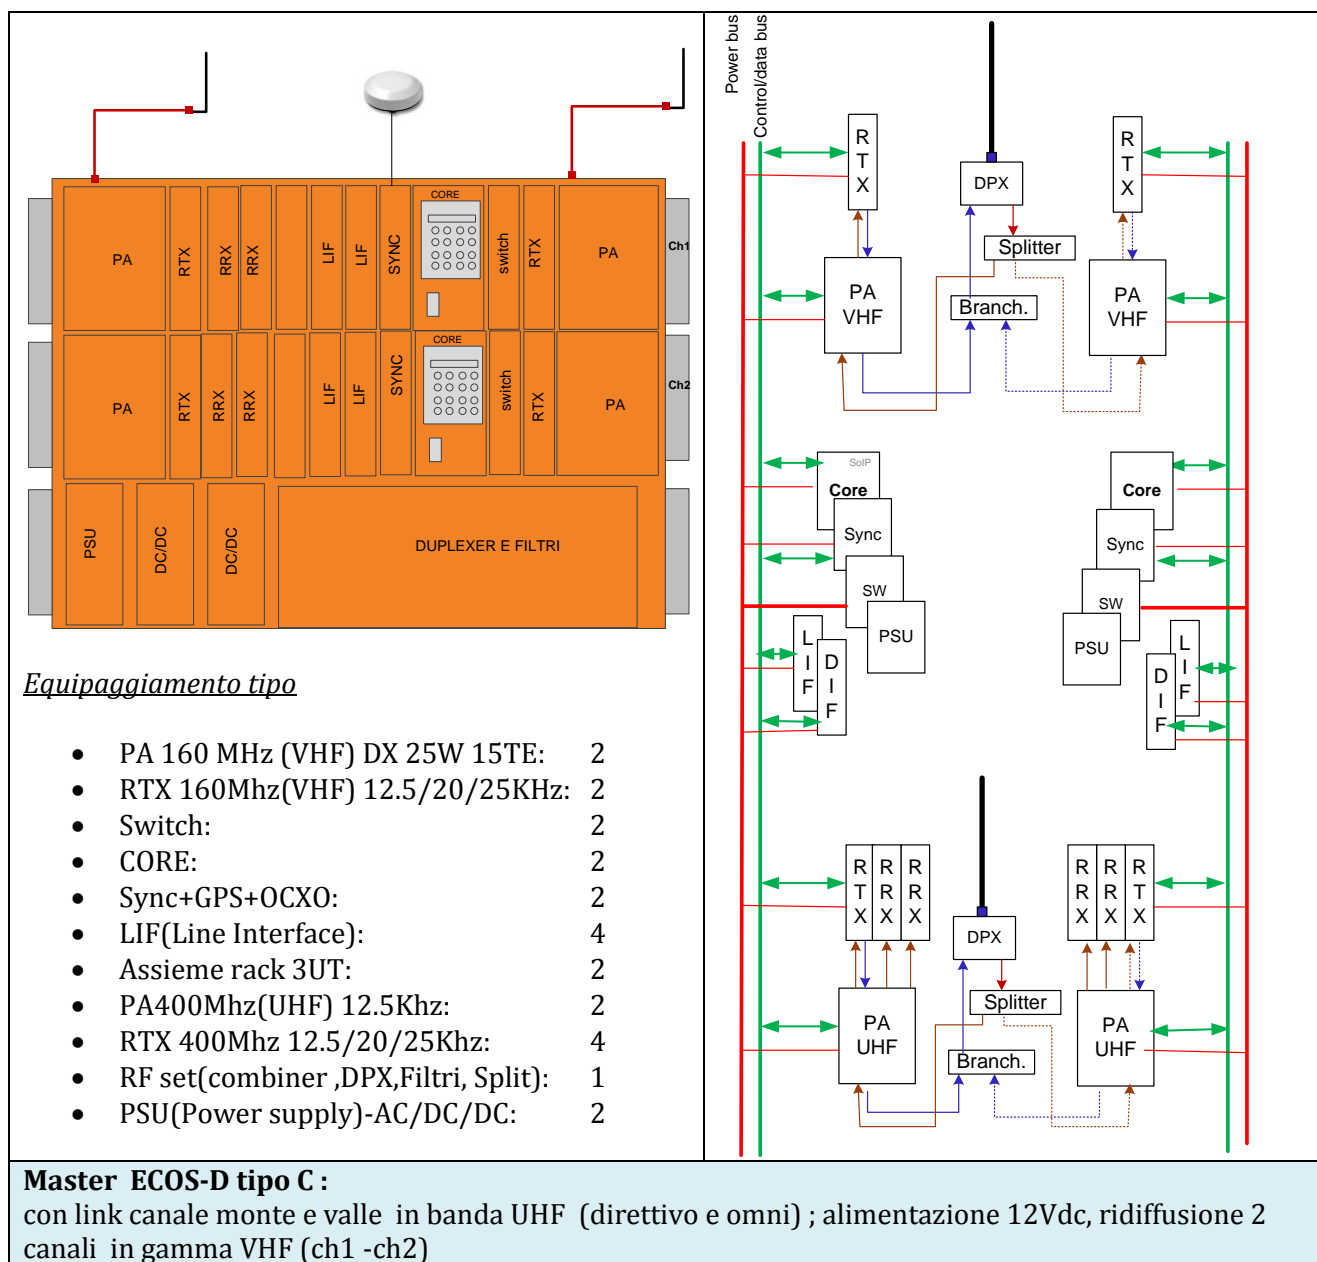 CORE
PA
RTX
RRX
RRX
LIF
LIF
SYNC
switch
RTX
PA
Ch1
CORE
PA
RTX
RRX
RRX
LIF
LIF
SYNC
switch
RTX
PA
Ch2
PSU
DC/DC
DC/DC
DUPLEXER E FILTRI
Equipaggiamento tipo
• PA 160 MHz (VHF) DX 25W 15TE: 2
• RTX 160Mhz(VHF) 12.5/20/25KHz: 2
• Switch: 2
• CORE: 2
• Sync+GPS+OCXO: 2
• LIF(Line Interface): 4
• Assieme rack 3UT: 2
• PA400Mhz(UHF) 12.5Khz: 2
• RTX 400Mhz 12.5/20/25Khz: 4
• RF set(combiner ,DPX,Filtri, Split): 1
• PSU(Power supply)-AC/DC/DC: 2
Power bus
Control/data bus
RTX
DPX
RTX
Splitter
PA
VHF
Branch.
PA
VHF
SoIP
Core
Sync
SW
PSU
LIF
DIF
Core
Sync
SW
PSU
LIF
DIF
RTX
RRX
RRX
DPX
RRX
RRX
RTX
Splitter
PA
UHF
Branch.
PA
UHF
Master ECOS-D tipo C :
con link canale monte e valle in banda UHF (direttivo e omni) ; alimentazione 12Vdc, ridiffusione 2
canali in gamma VHF (ch1 -ch2)